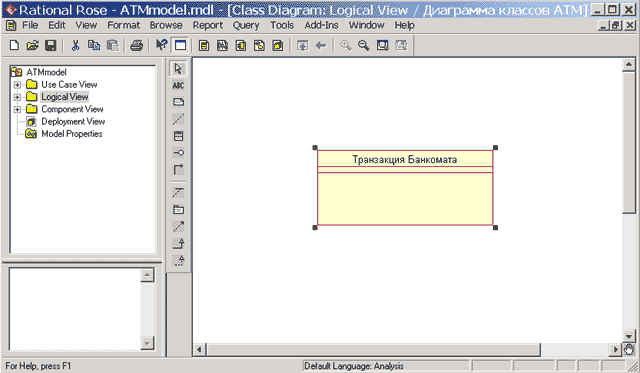 Rational Rose - ATMmodel.mdl - [Class Diagram: Logical View / Диаграмма классов ATM]
File Edit View Format Browse Report Query Tools Add-Ins Window Help
ABC
ATMmodel
Use Case View
Logical View
Component View
Deployment View
Model Properties
Транзакция Банкомата
For Help, press F1
Default Language: Analysis